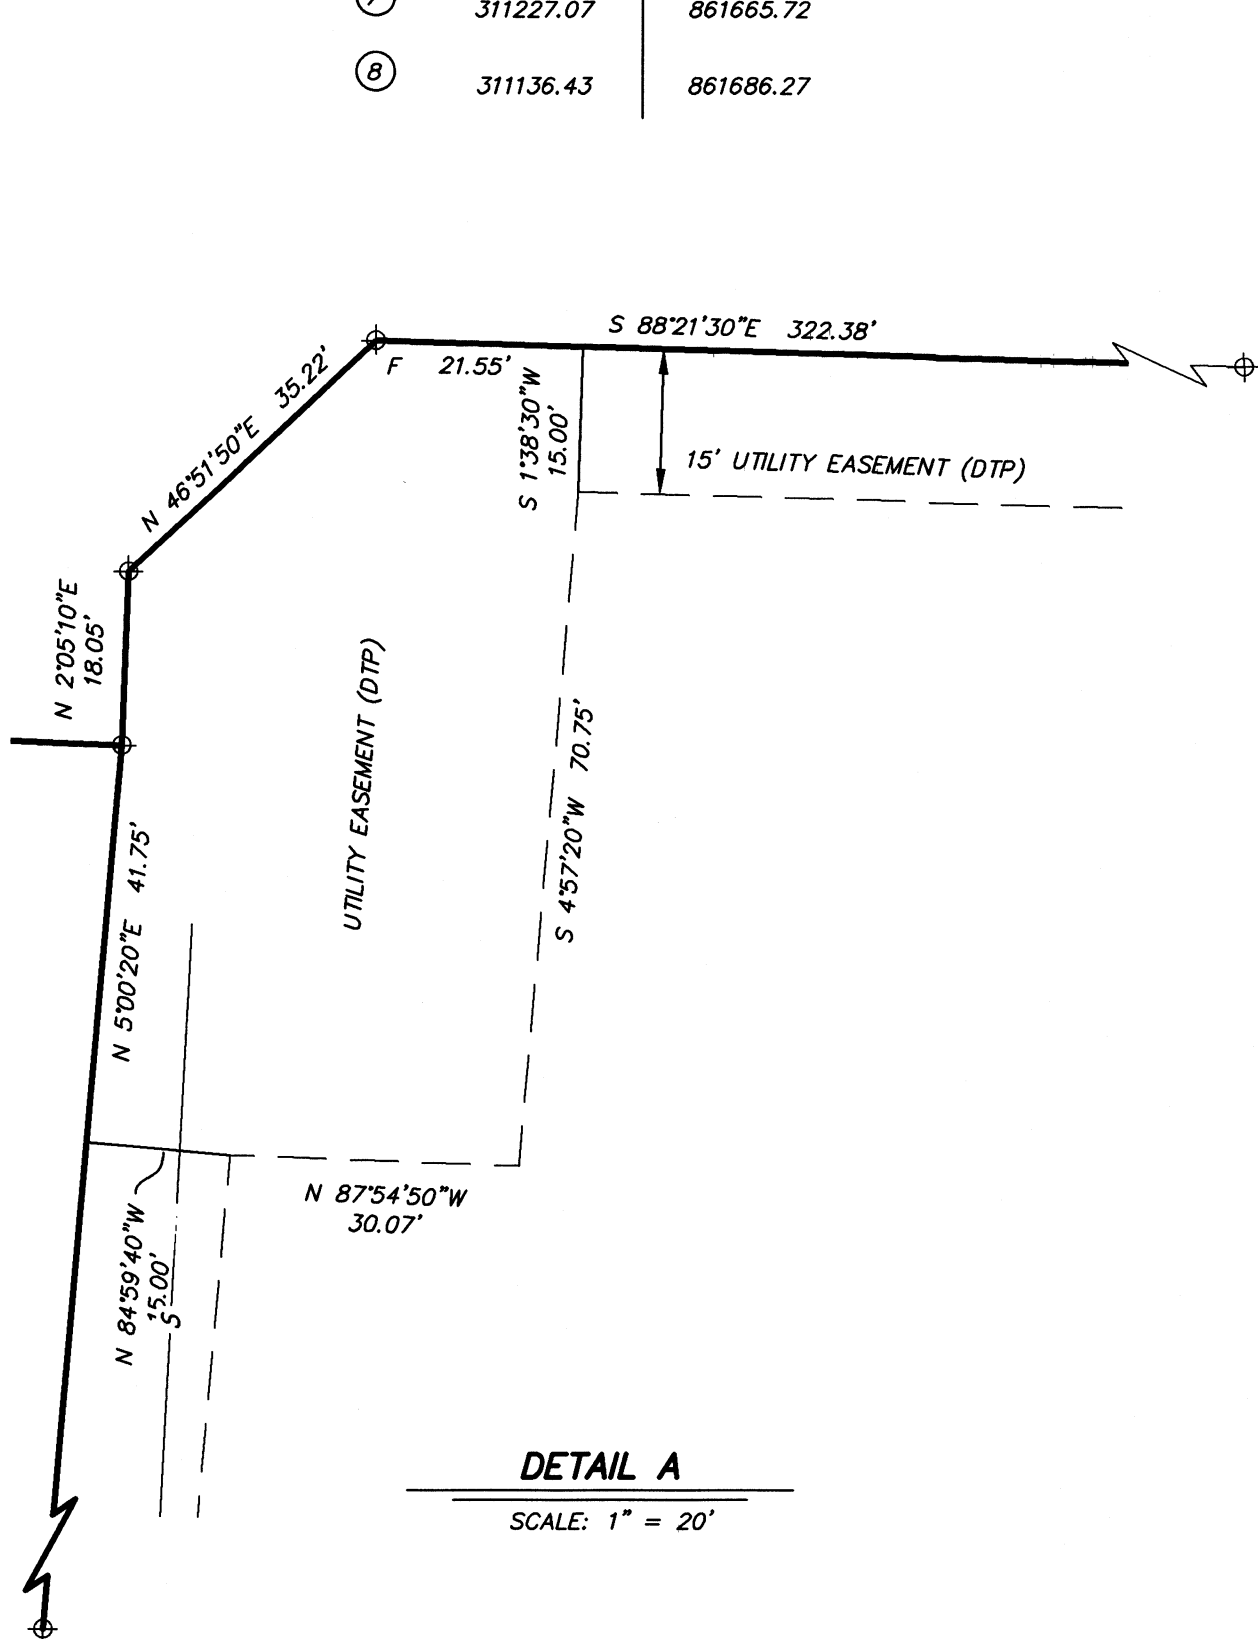 311227.07 861665.72
8 311136.43 861686.27
S 88°21'30"E 322.38'
F 21.55'
S 1°38'30"W
15.00'
15' UTILITY EASEMENT (DTP)
N 46°51'50"E 35.22'
N 2°05'10"E
18.05'
UTILITY EASEMENT (DTP)
S 4°57'20"W 70.75'
N 5°00'20"E 41.75'
N 87°54'50"W
30.07'
N 84°59'40"W
15.00'
S
DETAIL A
SCALE: 1" = 20'